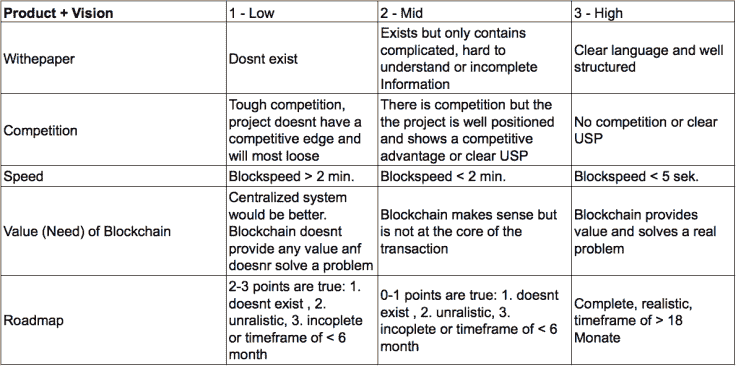 Product + Vision
1 - Low
2 - Mid
3 - High
Withepaper
Dosnt exist
Exists but only contains
complicated, hard to
understand or incomplete
Information
Clear language and well
structured
Competition
Tough competition,
project doesnt have a
competitive edge and
will most loose
There is competition but the
the project is well positioned
and shows a competitive
advantage or clear USP
No competition or clear
USP
Speed
Blockspeed > 2 min.
Blockspeed < 2 min.
Blockspeed < 5 sek.
Value (Need) of Blockchain
Centralized system
would be better.
Blockchain doesnt
provide any value anf
doesnr solve a problem
Blockchain makes sense but
is not at the core of the
transaction
Blockchain provides
value and solves a real
problem
Roadmap
2-3 points are true: 1.
doesnt exist , 2.
unralistic, 3. incoplete
or timeframe of < 6
month
0-1 points are true: 1. doesnt
exist , 2. unralistic, 3.
incoplete or timeframe of < 6
month
Complete, realistic,
timeframe of > 18
Monate